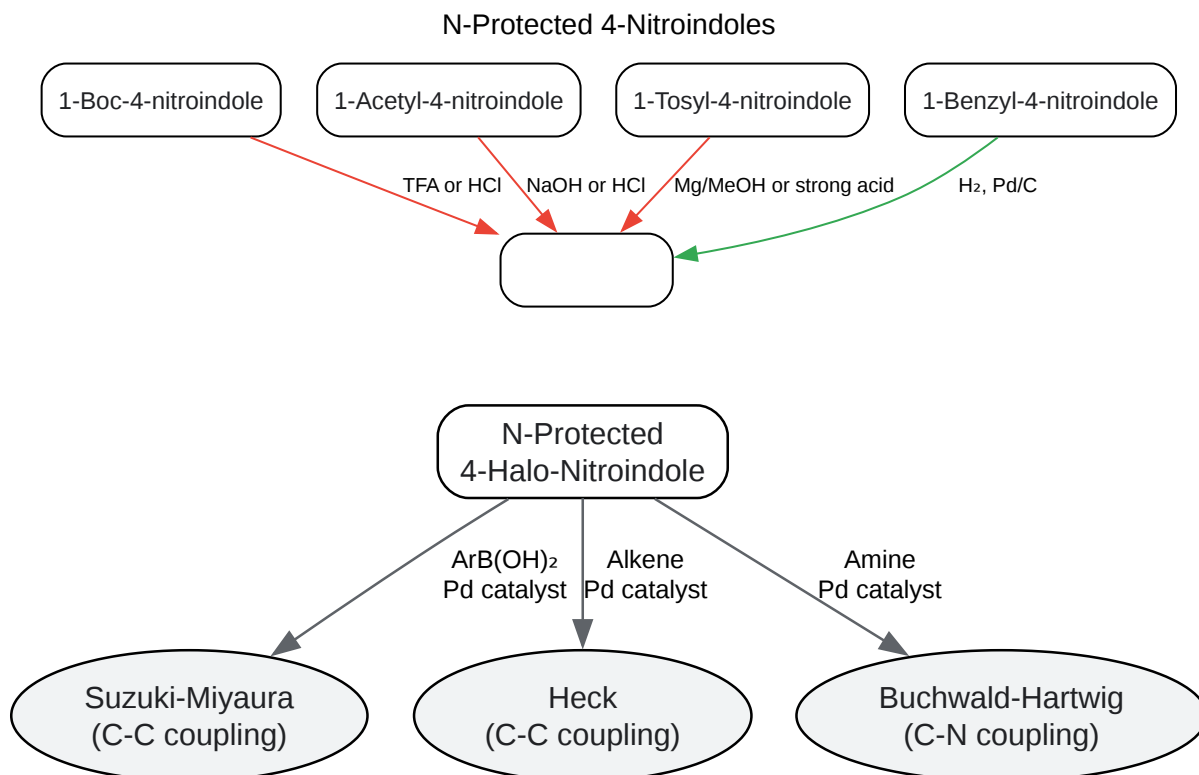 N-Protected 4-Nitroindoles
1-Boc-4-nitroindole
1-Acetyl-4-nitroindole
1-Tosyl-4-nitroindole
1-Benzyl-4-nitroindole
TFA or HCl
NaOH or HCl
Mg/MeOH or strong acid
H₂, Pd/C
N-Protected
4-Halo-Nitroindole
ArB(OH)₂
Pd catalyst
Alkene
Pd catalyst
Amine
Pd catalyst
Suzuki-Miyaura
(C-C coupling)
Heck
(C-C coupling)
Buchwald-Hartwig
(C-N coupling)